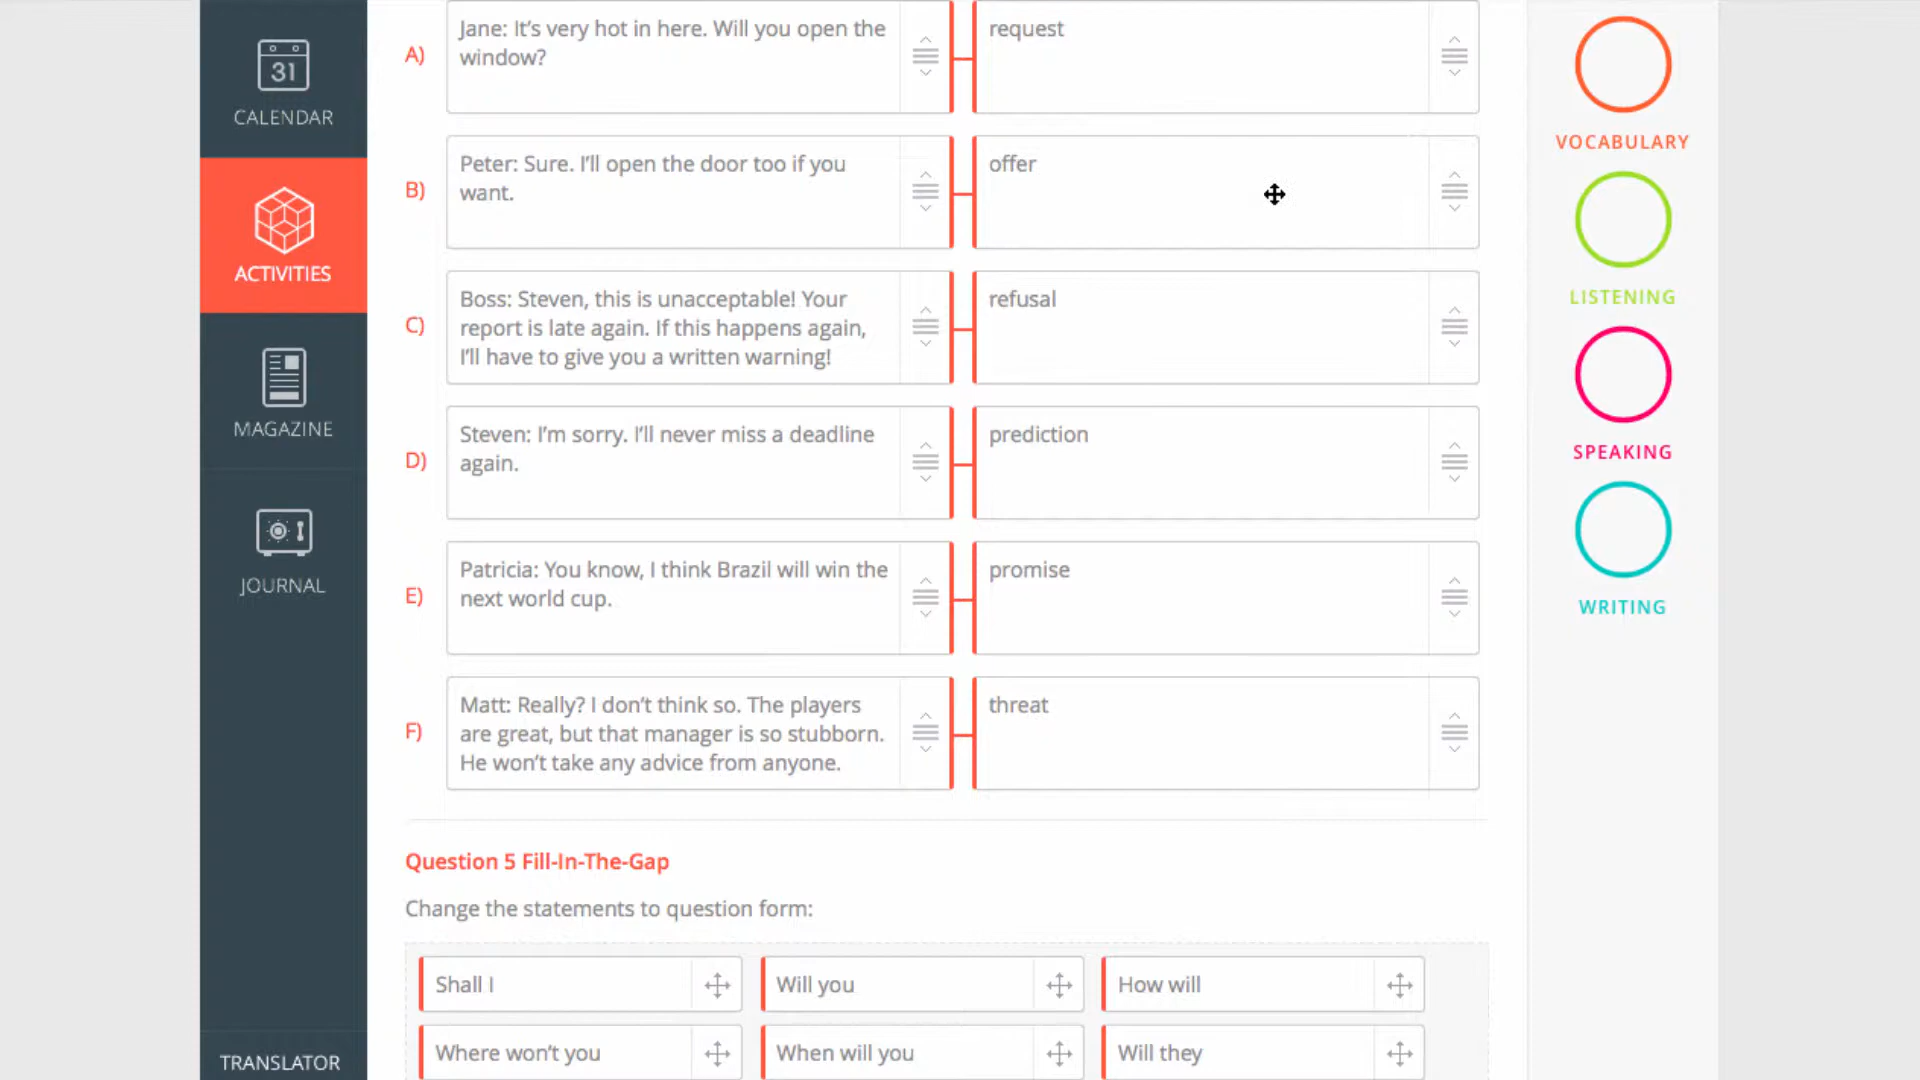 31
CALENDAR
ACTIVITIES
MAGAZINE
JOURNAL
TRANSLATOR
A)
Jane: It’s very hot in here. Will you open the
window?
request
B)
Peter: Sure. I’ll open the door too if you
want.
offer
C)
Boss: Steven, this is unacceptable! Your
report is late again. If this happens again,
I’ll have to give you a written warning!
refusal
D)
Steven: I’m sorry. I’ll never miss a deadline
again.
prediction
E)
Patricia: You know, I think Brazil will win the
next world cup.
promise
F)
Matt: Really? I don’t think so. The players
are great, but that manager is so stubborn.
He won’t take any advice from anyone.
threat
Question 5 Fill-In-The-Gap
Change the statements to question form:
Shall I
Will you
How will
Where won’t you
When will you
Will they
VOCABULARY
LISTENING
SPEAKING
WRITING